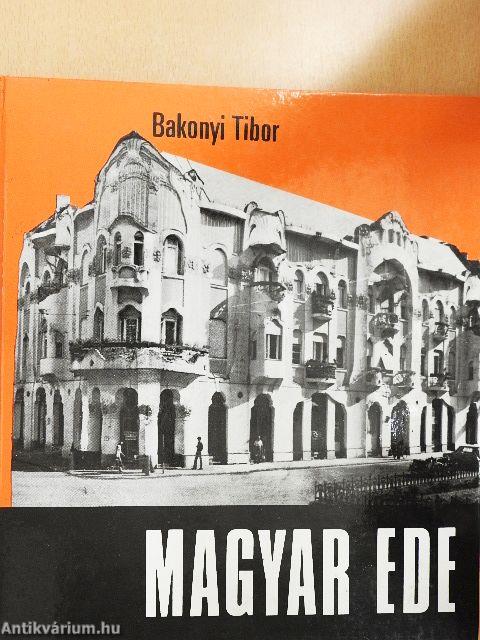 Bakonyi Tibor
MAGYAR EDE
Antikvárium.hu